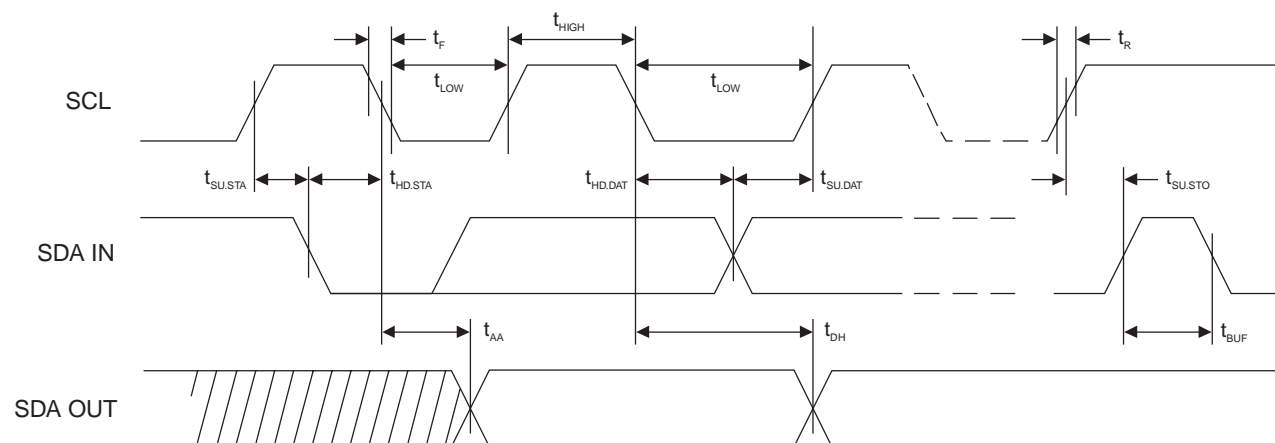 t_HIGH
t_F t_R
t_LOW t_LOW
SCL
t_SU.STA t_HD.STA t_HD.DAT t_SU.DAT t_SU.STO
SDA IN
t_AA t_DH t_BUF
SDA OUT